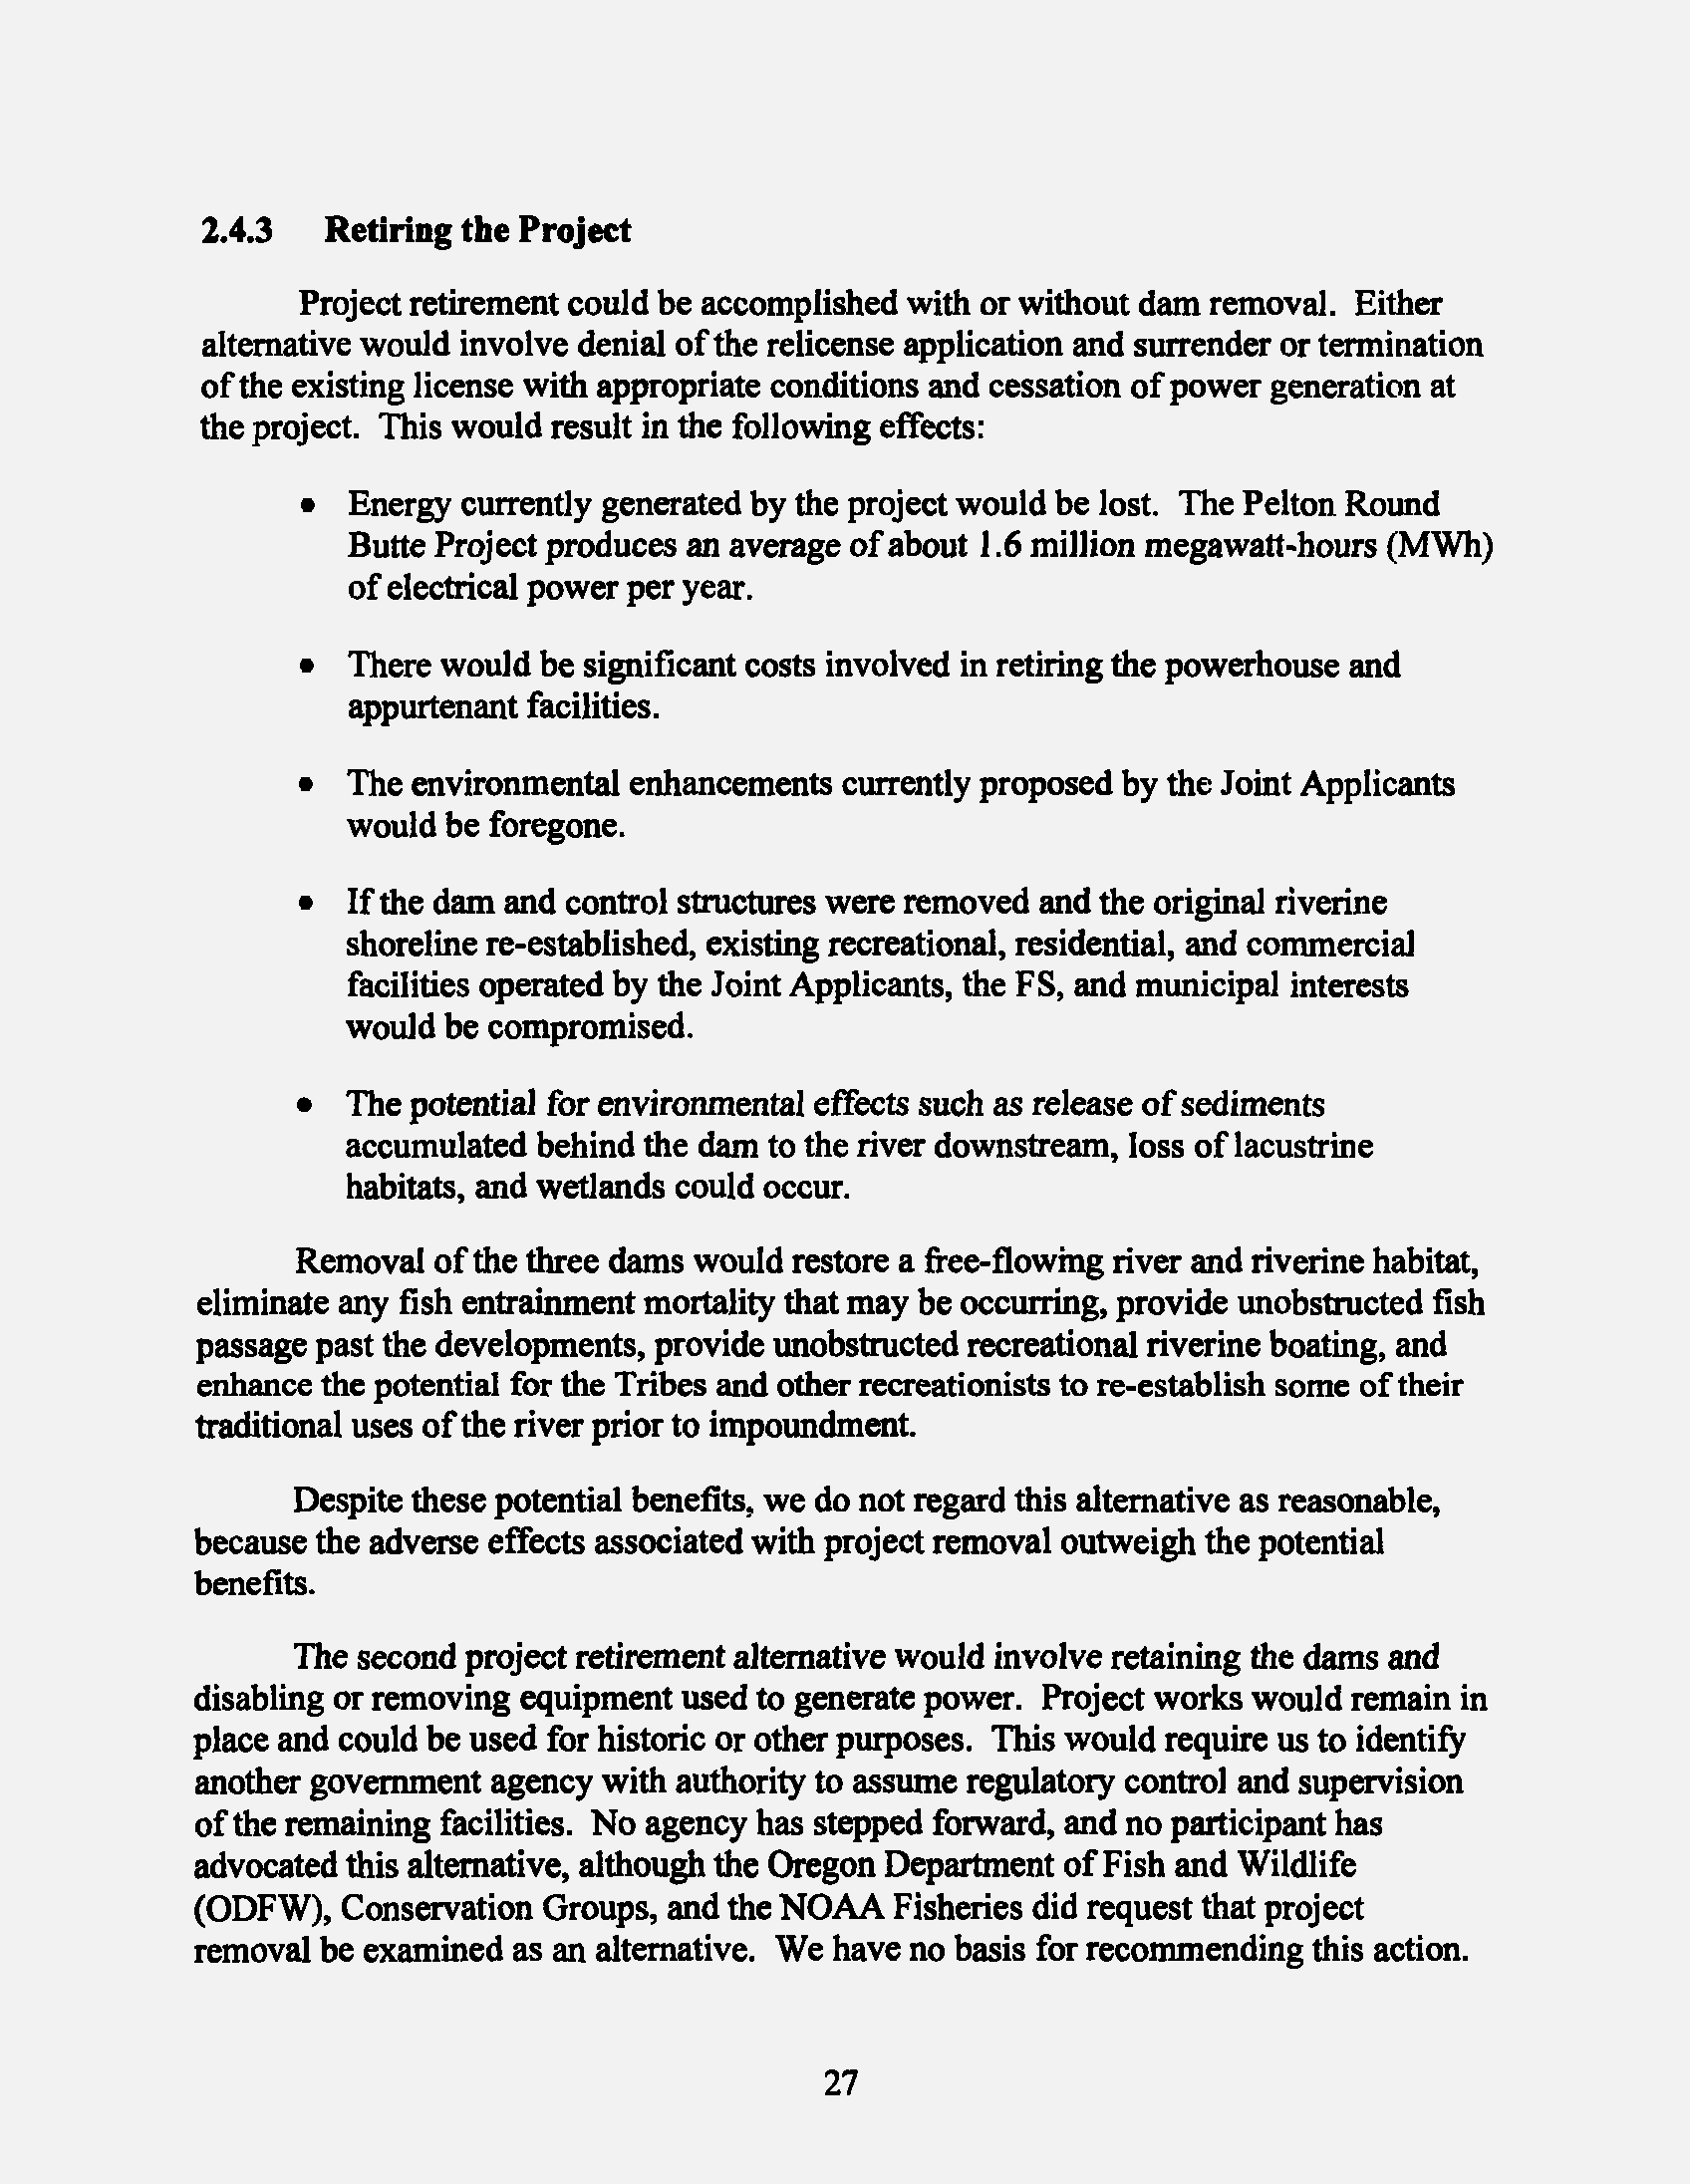 2.4.3 Retiring the Project
Project retirement could be accomplished with or without dam removal. Either
alternative would involve denial of the relicense application and surrender or termination
of the existing license with appropriate conditions and cessation of power generation at
the project. This would result in the following effects:
• Energy currently generated by the project would be lost. The Pelton Round
Butte Project produces an average of about 1.6 million megawatt-hours (MWh)
of electrical power per year.
• There would be significant costs involved in retiring the powerhouse and
appurtenant facilities.
• The environmental enhancements currently proposed by the Joint Applicants
would be foregone.
• If the dam and control structures were removed and the original riverine
shoreline re-established, existing recreational, residential, and commercial
facilities operated by the Joint Applicants, the FS, and municipal interests
would be compromised.
• The potential for environmental effects such as release of sediments
accumulated behind the dam to the river downstream, loss of lacustrine
habitats, and wetlands could occur.
Removal of the three dams would restore a free-flowing river and riverine habitat,
eliminate any fish entrainment mortality that may be occurring, provide unobstructed fish
passage past the developments, provide unobstructed recreational riverine boating, and
enhance the potential for the Tribes and other recreationists to re-establish some of their
traditional uses of the river prior to impoundment.
Despite these potential benefits, we do not regard this alternative as reasonable,
because the adverse effects associated with project removal outweigh the potential
benefits.
The second project retirement alternative would involve retaining the dams and
disabling or removing equipment used to generate power. Project works would remain in
place and could be used for historic or other purposes. This would require us to identify
another government agency with authority to assume regulatory control and supervision
of the remaining facilities. No agency has stepped forward, and no participant has
advocated this alternative, although the Oregon Department of Fish and Wildlife
(ODFW), Conservation Groups, and the NOAA Fisheries did request that project
removal be examined as an alternative. We have no basis for recommending this action.
27